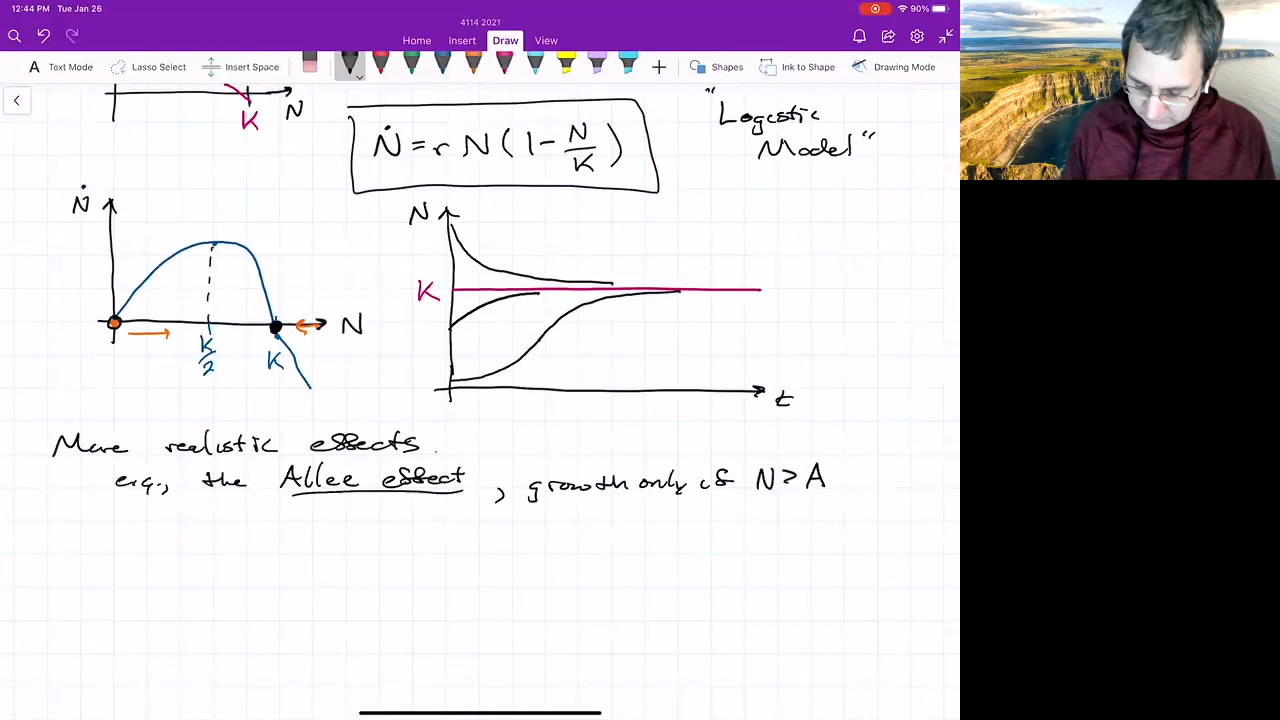 12:44 PM Tue Jan 26
90%
4114 2021
Home Insert Draw View
Text Mode Lasso Select Insert Space Shapes Ink to Shape Drawing Mode
K N
Ṅ = r N ( 1 - N/K )
"Logestic
Model"
Ṅ
K/2 K N
N
K
t
More realistic effects.
e.g., the Allee effect, growth only if N > A